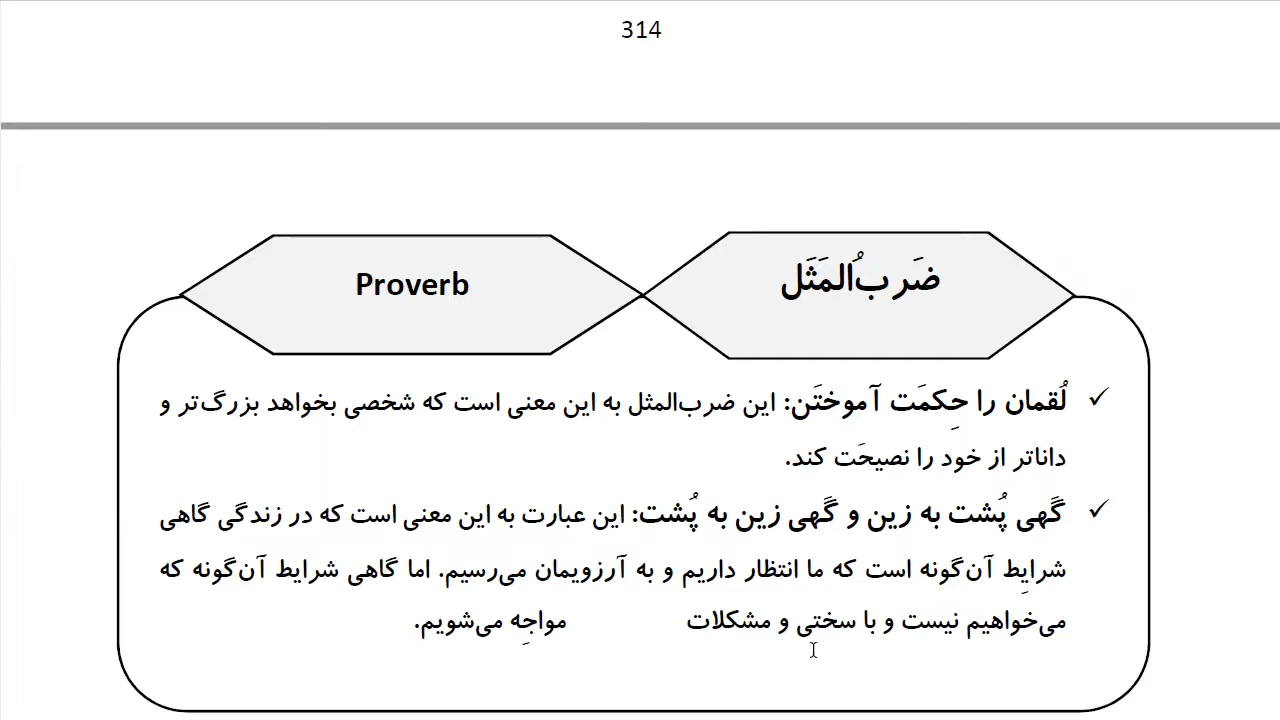 314
ضَربُ‌المَثَل
Proverb
✓ لُقمان را حِکمَت آموختَن: این ضرب‌المثل به این معنی است که شخصی بخواهد بزرگ‌تر و
داناتر از خود را نصیحَت کند.
✓ گَهی پُشت به زین و گَهی زین به پُشت: این عبارت به این معنی است که در زندگی گاهی
شرایِط آن‌گونه است که ما انتظار داریم و به آرزویمان می‌رسیم. اما گاهی شرایط آن‌گونه که
می‌خواهیم نیست و با سختی و مشکلات مواجِه می‌شویم.